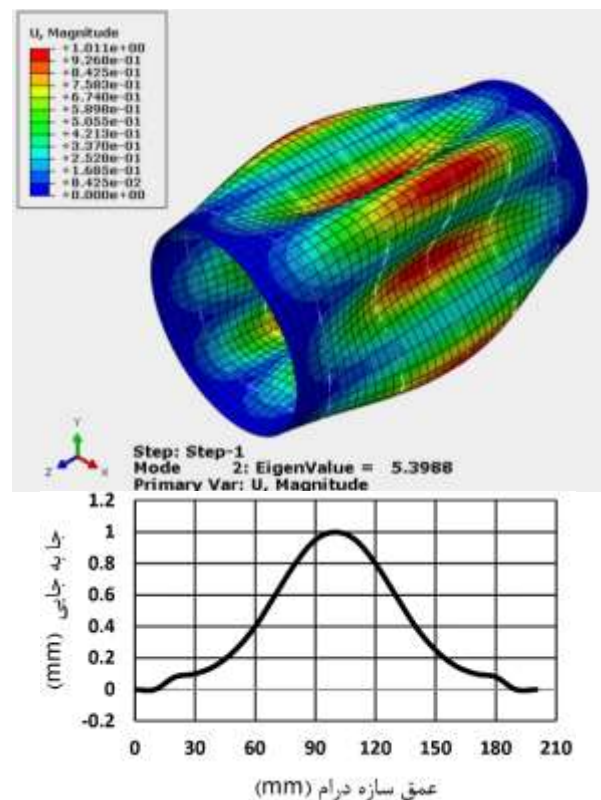 U, Magnitude
+1.011e+00
+9.268e-01
+8.425e-01
+7.583e-01
+6.740e-01
+5.898e-01
+5.055e-01
+4.213e-01
+3.370e-01
+2.528e-01
+1.685e-01
+8.425e-02
+0.000e+00
Y
Z X
Step: Step-1
Mode 2: EigenValue = 5.3988
Primary Var: U, Magnitude
1.2
1
0.8
0.6
0.4
0.2
0
-0.2
جا به جایی (mm)
0 30 60 90 120 150 180 210
عمق سازه درام (mm)